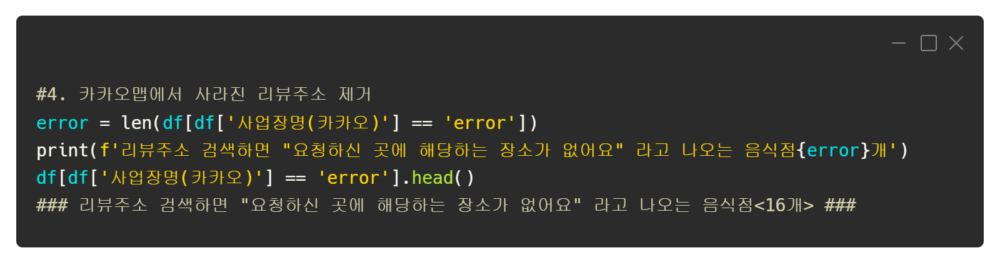 #4. 카카오맵에서 사라진 리뷰주소 제거
error = len(df[df['사업장명(카카오)'] == 'error'])
print(f'리뷰주소 검색하면 "요청하신 곳에 해당하는 장소가 없어요" 라고 나오는 음식점{error}개')
df[df['사업장명(카카오)'] == 'error'].head()
### 리뷰주소 검색하면 "요청하신 곳에 해당하는 장소가 없어요" 라고 나오는 음식점<16개> ###